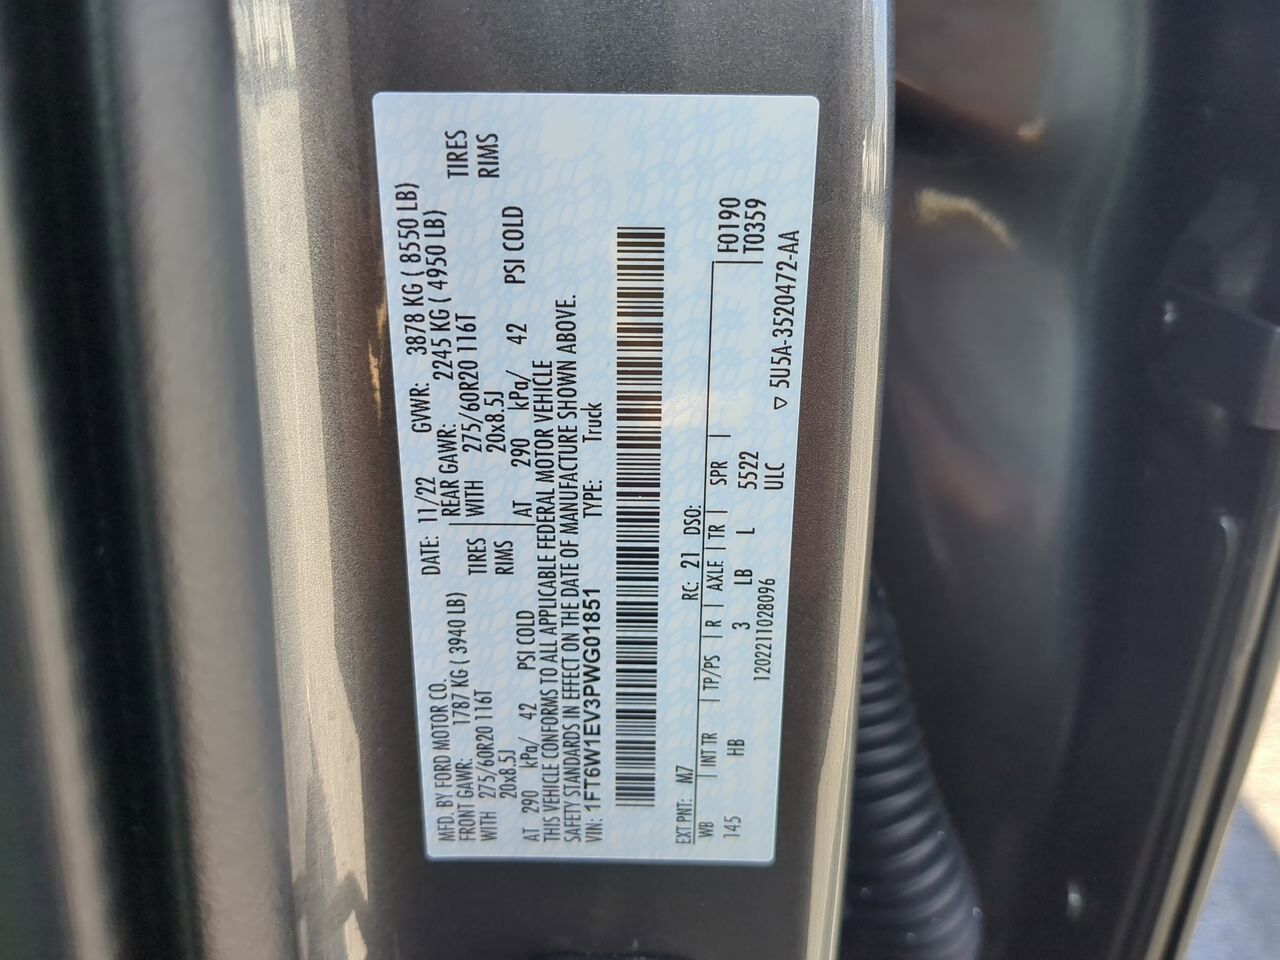 MFD. BY FORD MOTOR CO. DATE: 11/22 GVWR: 3878 KG ( 8550 LB)
FRONT GAWR: 1787 KG ( 3940 LB) REAR GAWR: 2245 KG ( 4950 LB)
WITH 275/60R20 116T TIRES WITH 275/60R20 116T TIRES
20x8.5J RIMS 20x8.5J RIMS
AT 290 kPa/ 42 PSI COLD AT 290 kPa/ 42 PSI COLD
THIS VEHICLE CONFORMS TO ALL APPLICABLE FEDERAL MOTOR VEHICLE
SAFETY STANDARDS IN EFFECT ON THE DATE OF MANUFACTURE SHOWN ABOVE.
VIN: 1FT6W1EV3PWG01851 TYPE: Truck
EXT PNT: M7 RC: 21 DSO:
WB INT TR TP/PS R AXLE TR SPR F0190
145 HB 3 LB L 5522 T0359
1202211028096 ULC
▽ 5U5A-3520472-AA